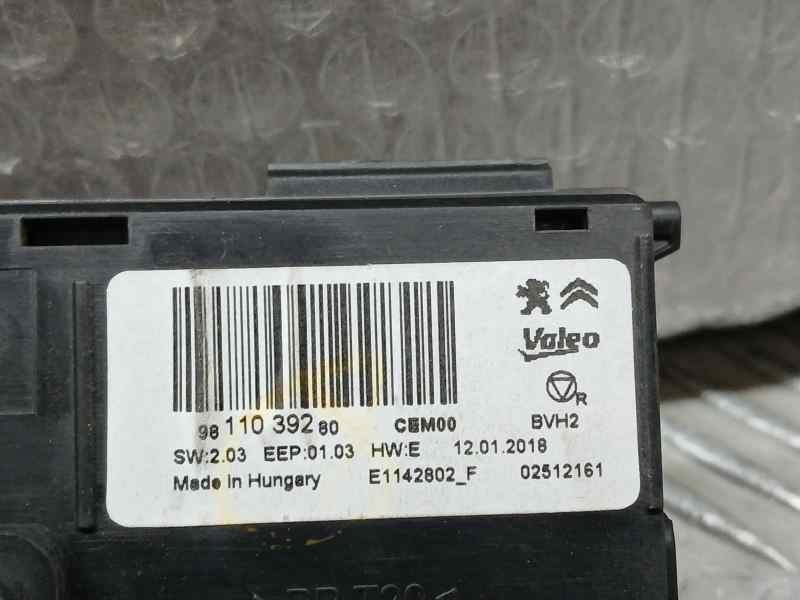 Valeo
R
98 110 392 80 CEM00 BVH2
SW:2.03 EEP:01.03 HW:E 12.01.2018
Made In Hungary E1142802_F 02512161